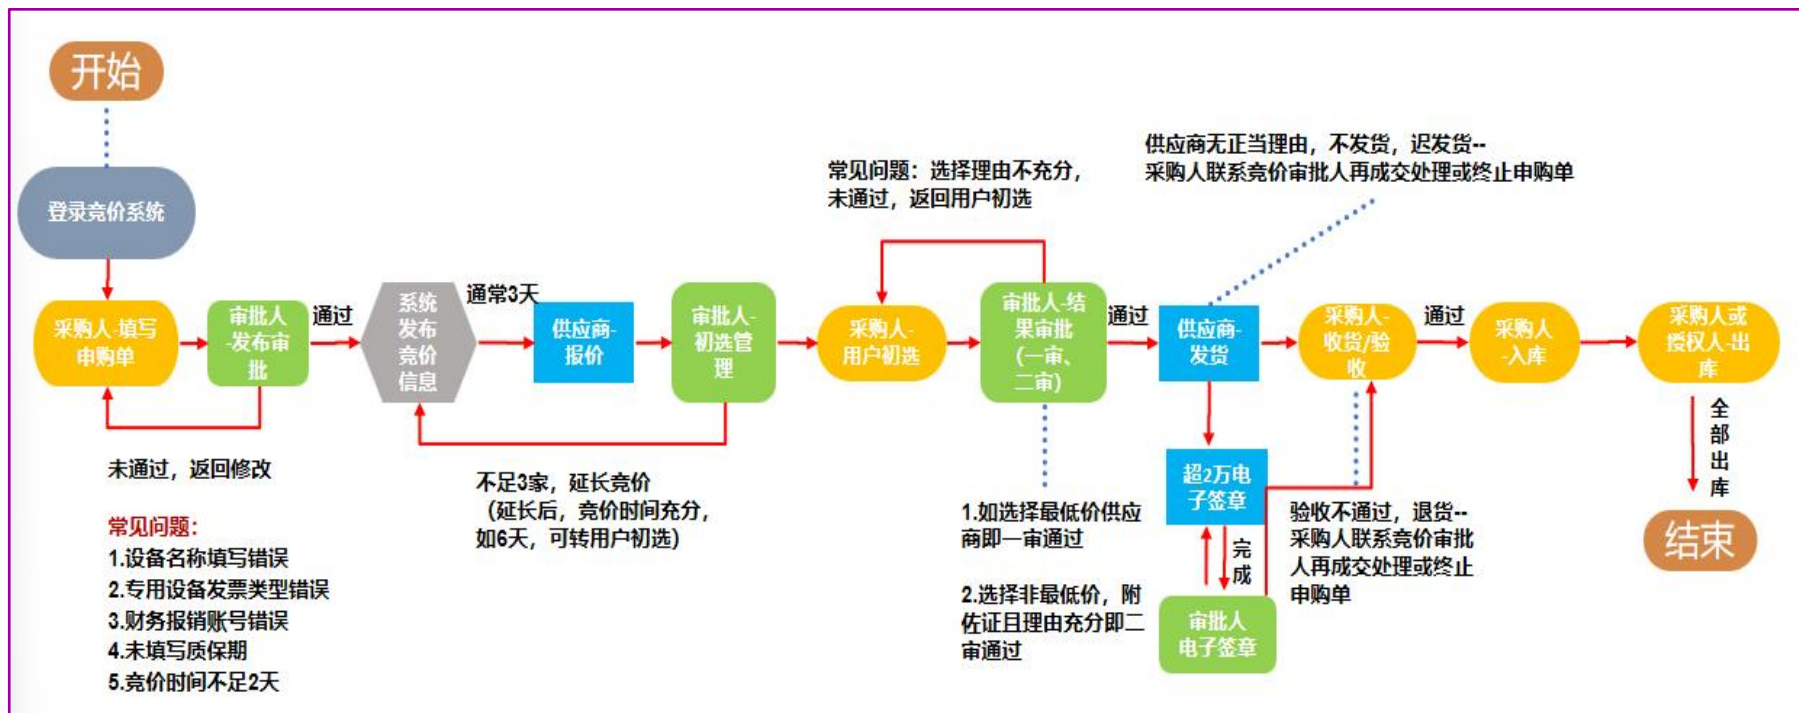 开始
登录竞价系统
采购人-填写
申购单
审批人
-发布审
批
通过
未通过，返回修改
常见问题：
1.设备名称填写错误
2.专用设备发票类型错误
3.财务报销账号错误
4.未填写质保期
5.竞价时间不足2天
系统
发布
竞价
信息
通常3天
供应商-
报价
审批人-
初选管
理
不足3家，延长竞价
（延长后，竞价时间充分，
如6天，可转用户初选）
采购人-
用户初选
常见问题：选择理由不充分，
未通过，返回用户初选
审批人-结
果审批
(一审、
二审)
1.如选择最低价供应
商即一审通过
2.选择非最低价，附
佐证且理由充分即二
审通过
通过
供应商-
发货
供应商无正当理由，不发货，迟发货--
采购人联系竞价审批人再成交处理或终止申购单
超2万电
子签章
完
成
审批人
电子签章
采购人-
收货/验
收
验收不通过，退货--
采购人联系竞价审批
人再成交处理或终止
申购单
通过
采购人
-入库
采购人或
授权人-出
库
全
部
出
库
结束